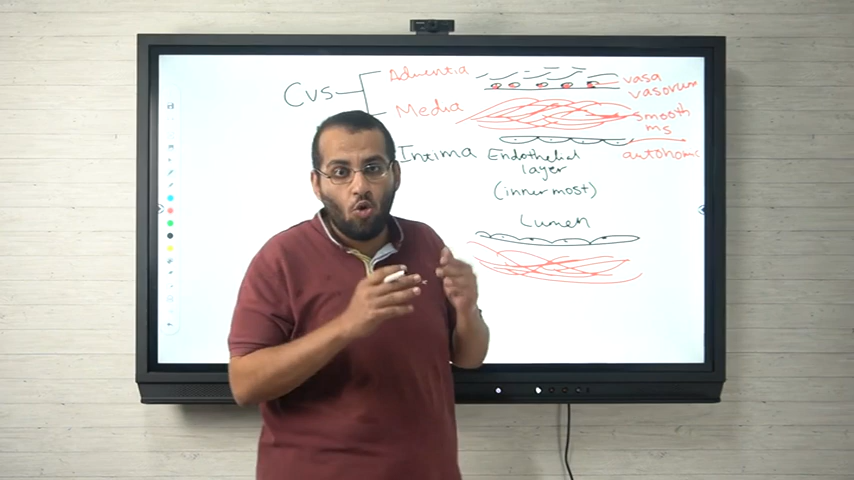 Cvs
Adventia
Media
Intima
Endothelial
layer
(inner most)
Lumen
vasa
vasorum
smooth
ms
autonomic